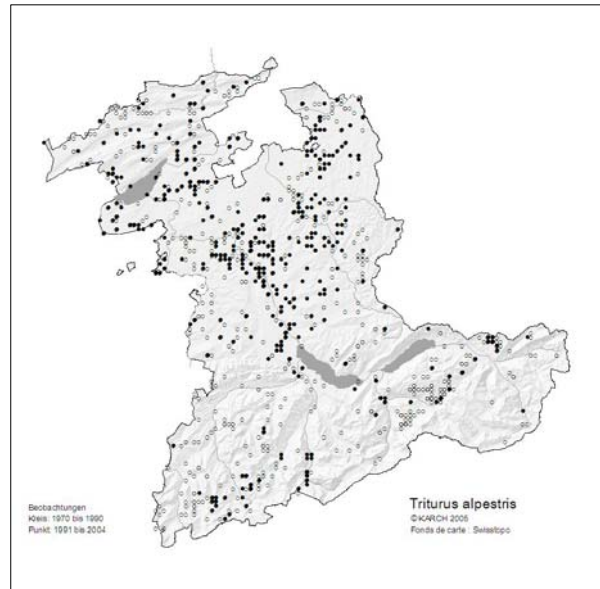 Beobachtungen
Kreis: 1970 bis 1990
Punkt: 1991 bis 2004
Triturus alpestris
© KARCH 2005
Fonds de carte : Swisstopo